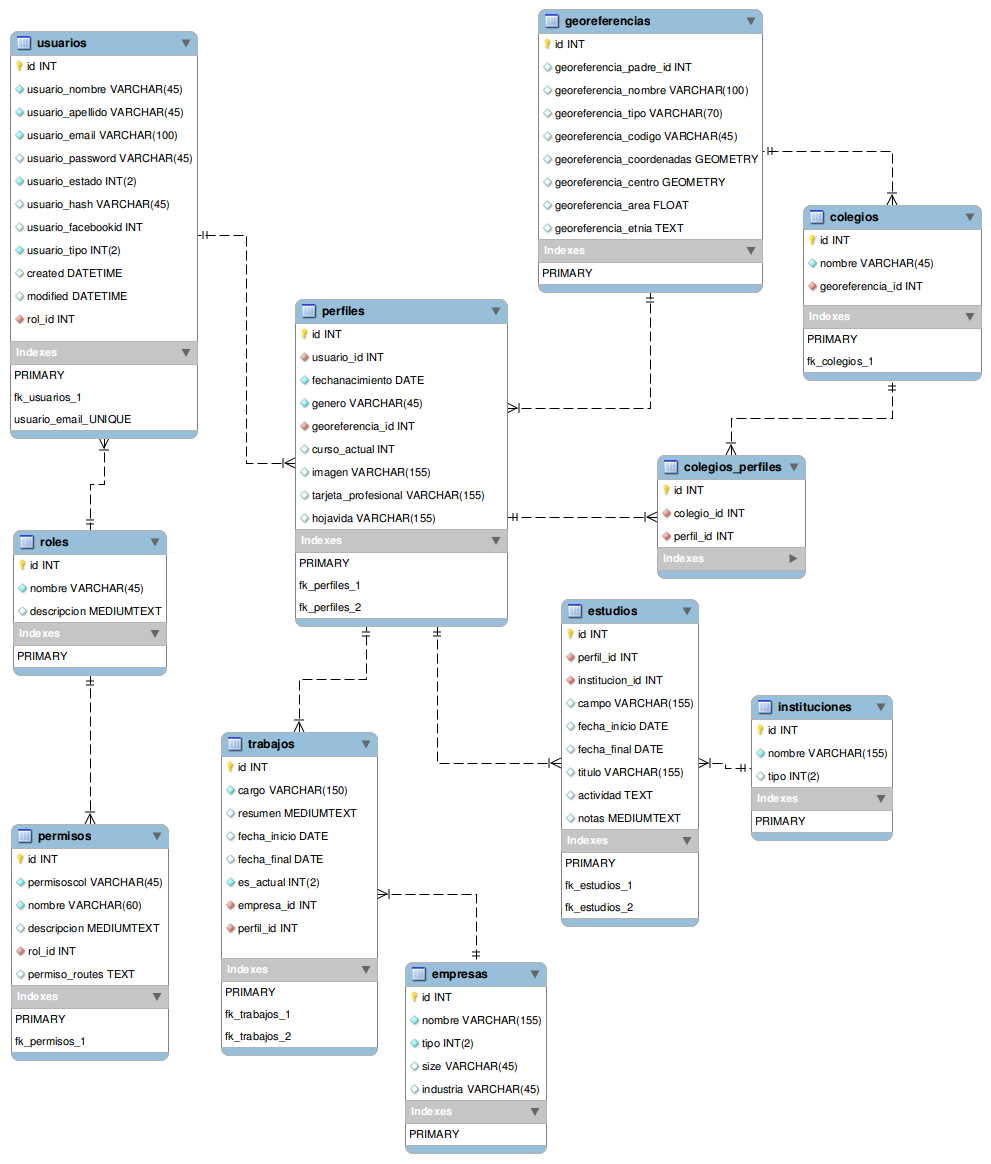 usuarios
id INT
usuario_nombre VARCHAR(45)
usuario_apellido VARCHAR(45)
usuario_email VARCHAR(100)
usuario_password VARCHAR(45)
usuario_estado INT(2)
usuario_hash VARCHAR(45)
usuario_facebookid INT
usuario_tipo INT(2)
created DATETIME
modified DATETIME
rol_id INT
Indexes
PRIMARY
fk_usuarios_1
usuario_email_UNIQUE
georeferencias
id INT
georeferencia_padre_id INT
georeferencia_nombre VARCHAR(100)
georeferencia_tipo VARCHAR(70)
georeferencia_codigo VARCHAR(45)
georeferencia_coordenadas GEOMETRY
georeferencia_centro GEOMETRY
georeferencia_area FLOAT
georeferencia_etnia TEXT
Indexes
PRIMARY
colegios
id INT
nombre VARCHAR(45)
georeferencia_id INT
Indexes
PRIMARY
fk_colegios_1
perfiles
id INT
usuario_id INT
fechanacimiento DATE
genero VARCHAR(45)
georeferencia_id INT
curso_actual INT
imagen VARCHAR(155)
tarjeta_profesional VARCHAR(155)
hojavida VARCHAR(155)
Indexes
PRIMARY
fk_perfiles_1
fk_perfiles_2
colegios_perfiles
id INT
colegio_id INT
perfil_id INT
Indexes
roles
id INT
nombre VARCHAR(45)
descripcion MEDIUMTEXT
Indexes
PRIMARY
estudios
id INT
perfil_id INT
institucion_id INT
campo VARCHAR(155)
fecha_inicio DATE
fecha_final DATE
titulo VARCHAR(155)
actividad TEXT
notas MEDIUMTEXT
Indexes
PRIMARY
fk_estudios_1
fk_estudios_2
instituciones
id INT
nombre VARCHAR(155)
tipo INT(2)
Indexes
PRIMARY
trabajos
id INT
cargo VARCHAR(150)
resumen MEDIUMTEXT
fecha_inicio DATE
fecha_final DATE
es_actual INT(2)
empresa_id INT
perfil_id INT
Indexes
PRIMARY
fk_trabajos_1
fk_trabajos_2
permisos
id INT
permisoscol VARCHAR(45)
nombre VARCHAR(60)
descripcion MEDIUMTEXT
rol_id INT
permiso_routes TEXT
Indexes
PRIMARY
fk_permisos_1
empresas
id INT
nombre VARCHAR(155)
tipo INT(2)
size VARCHAR(45)
industria VARCHAR(45)
Indexes
PRIMARY